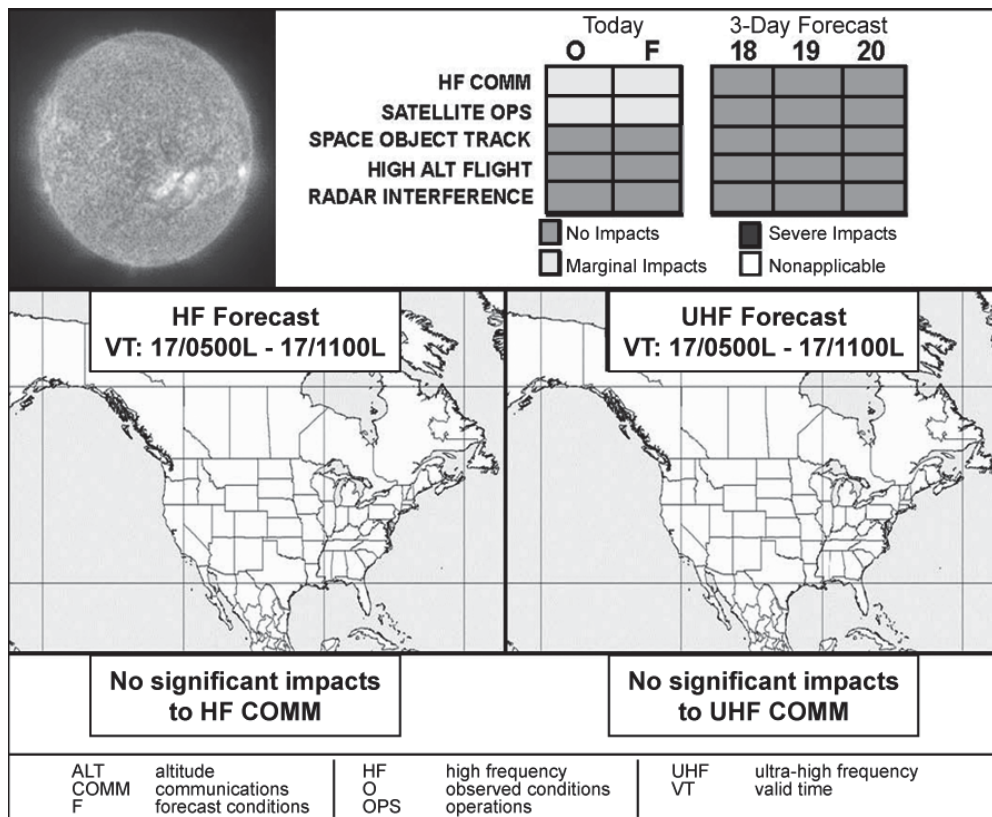 Today
3-Day Forecast
O F 18 19 20
HF COMM
SATELLITE OPS
SPACE OBJECT TRACK
HIGH ALT FLIGHT
RADAR INTERFERENCE
No Impacts
Severe Impacts
Marginal Impacts
Nonapplicable
HF Forecast
VT: 17/0500L - 17/1100L
UHF Forecast
VT: 17/0500L - 17/1100L
No significant impacts
to HF COMM
No significant impacts
to UHF COMM
ALT altitude
COMM communications
F forecast conditions
HF high frequency
O observed conditions
OPS operations
UHF ultra-high frequency
VT valid time